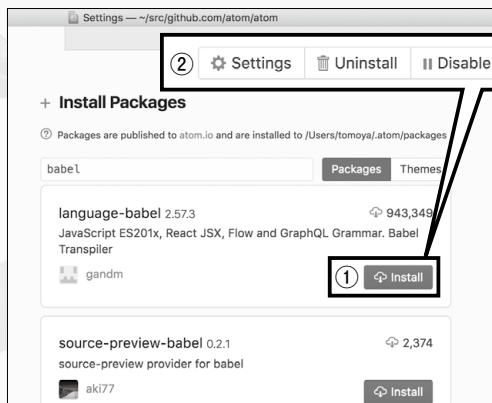 Settings — ~/src/github.com/atom/atom
② Settings Uninstall Disable
+ Install Packages
? Packages are published to atom.io and are installed to /Users/tomoya/.atom/packages
babel Packages Themes
language-babel 2.57.3 943,349
JavaScript ES201x, React JSX, Flow and GraphQL Grammar. Babel
Transpiler
gandm ① Install
source-preview-babel 0.2.1 2,374
source-preview provider for babel
aki77 Install